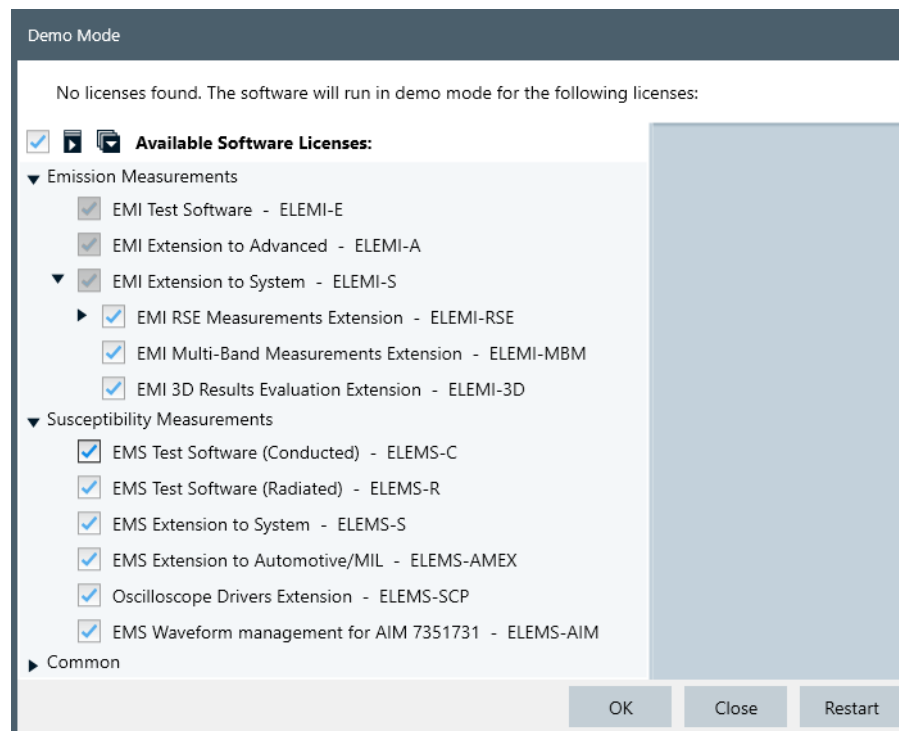 Demo Mode
No licenses found. The software will run in demo mode for the following licenses:
Available Software Licenses:
Emission Measurements
EMI Test Software - ELEMI-E
EMI Extension to Advanced - ELEMI-A
EMI Extension to System - ELEMI-S
EMI RSE Measurements Extension - ELEMI-RSE
EMI Multi-Band Measurements Extension - ELEMI-MBM
EMI 3D Results Evaluation Extension - ELEMI-3D
Susceptibility Measurements
EMS Test Software (Conducted) - ELEMS-C
EMS Test Software (Radiated) - ELEMS-R
EMS Extension to System - ELEMS-S
EMS Extension to Automotive/MIL - ELEMS-AMEX
Oscilloscope Drivers Extension - ELEMS-SCP
EMS Waveform management for AIM 7351731 - ELEMS-AIM
Common
OK Close Restart